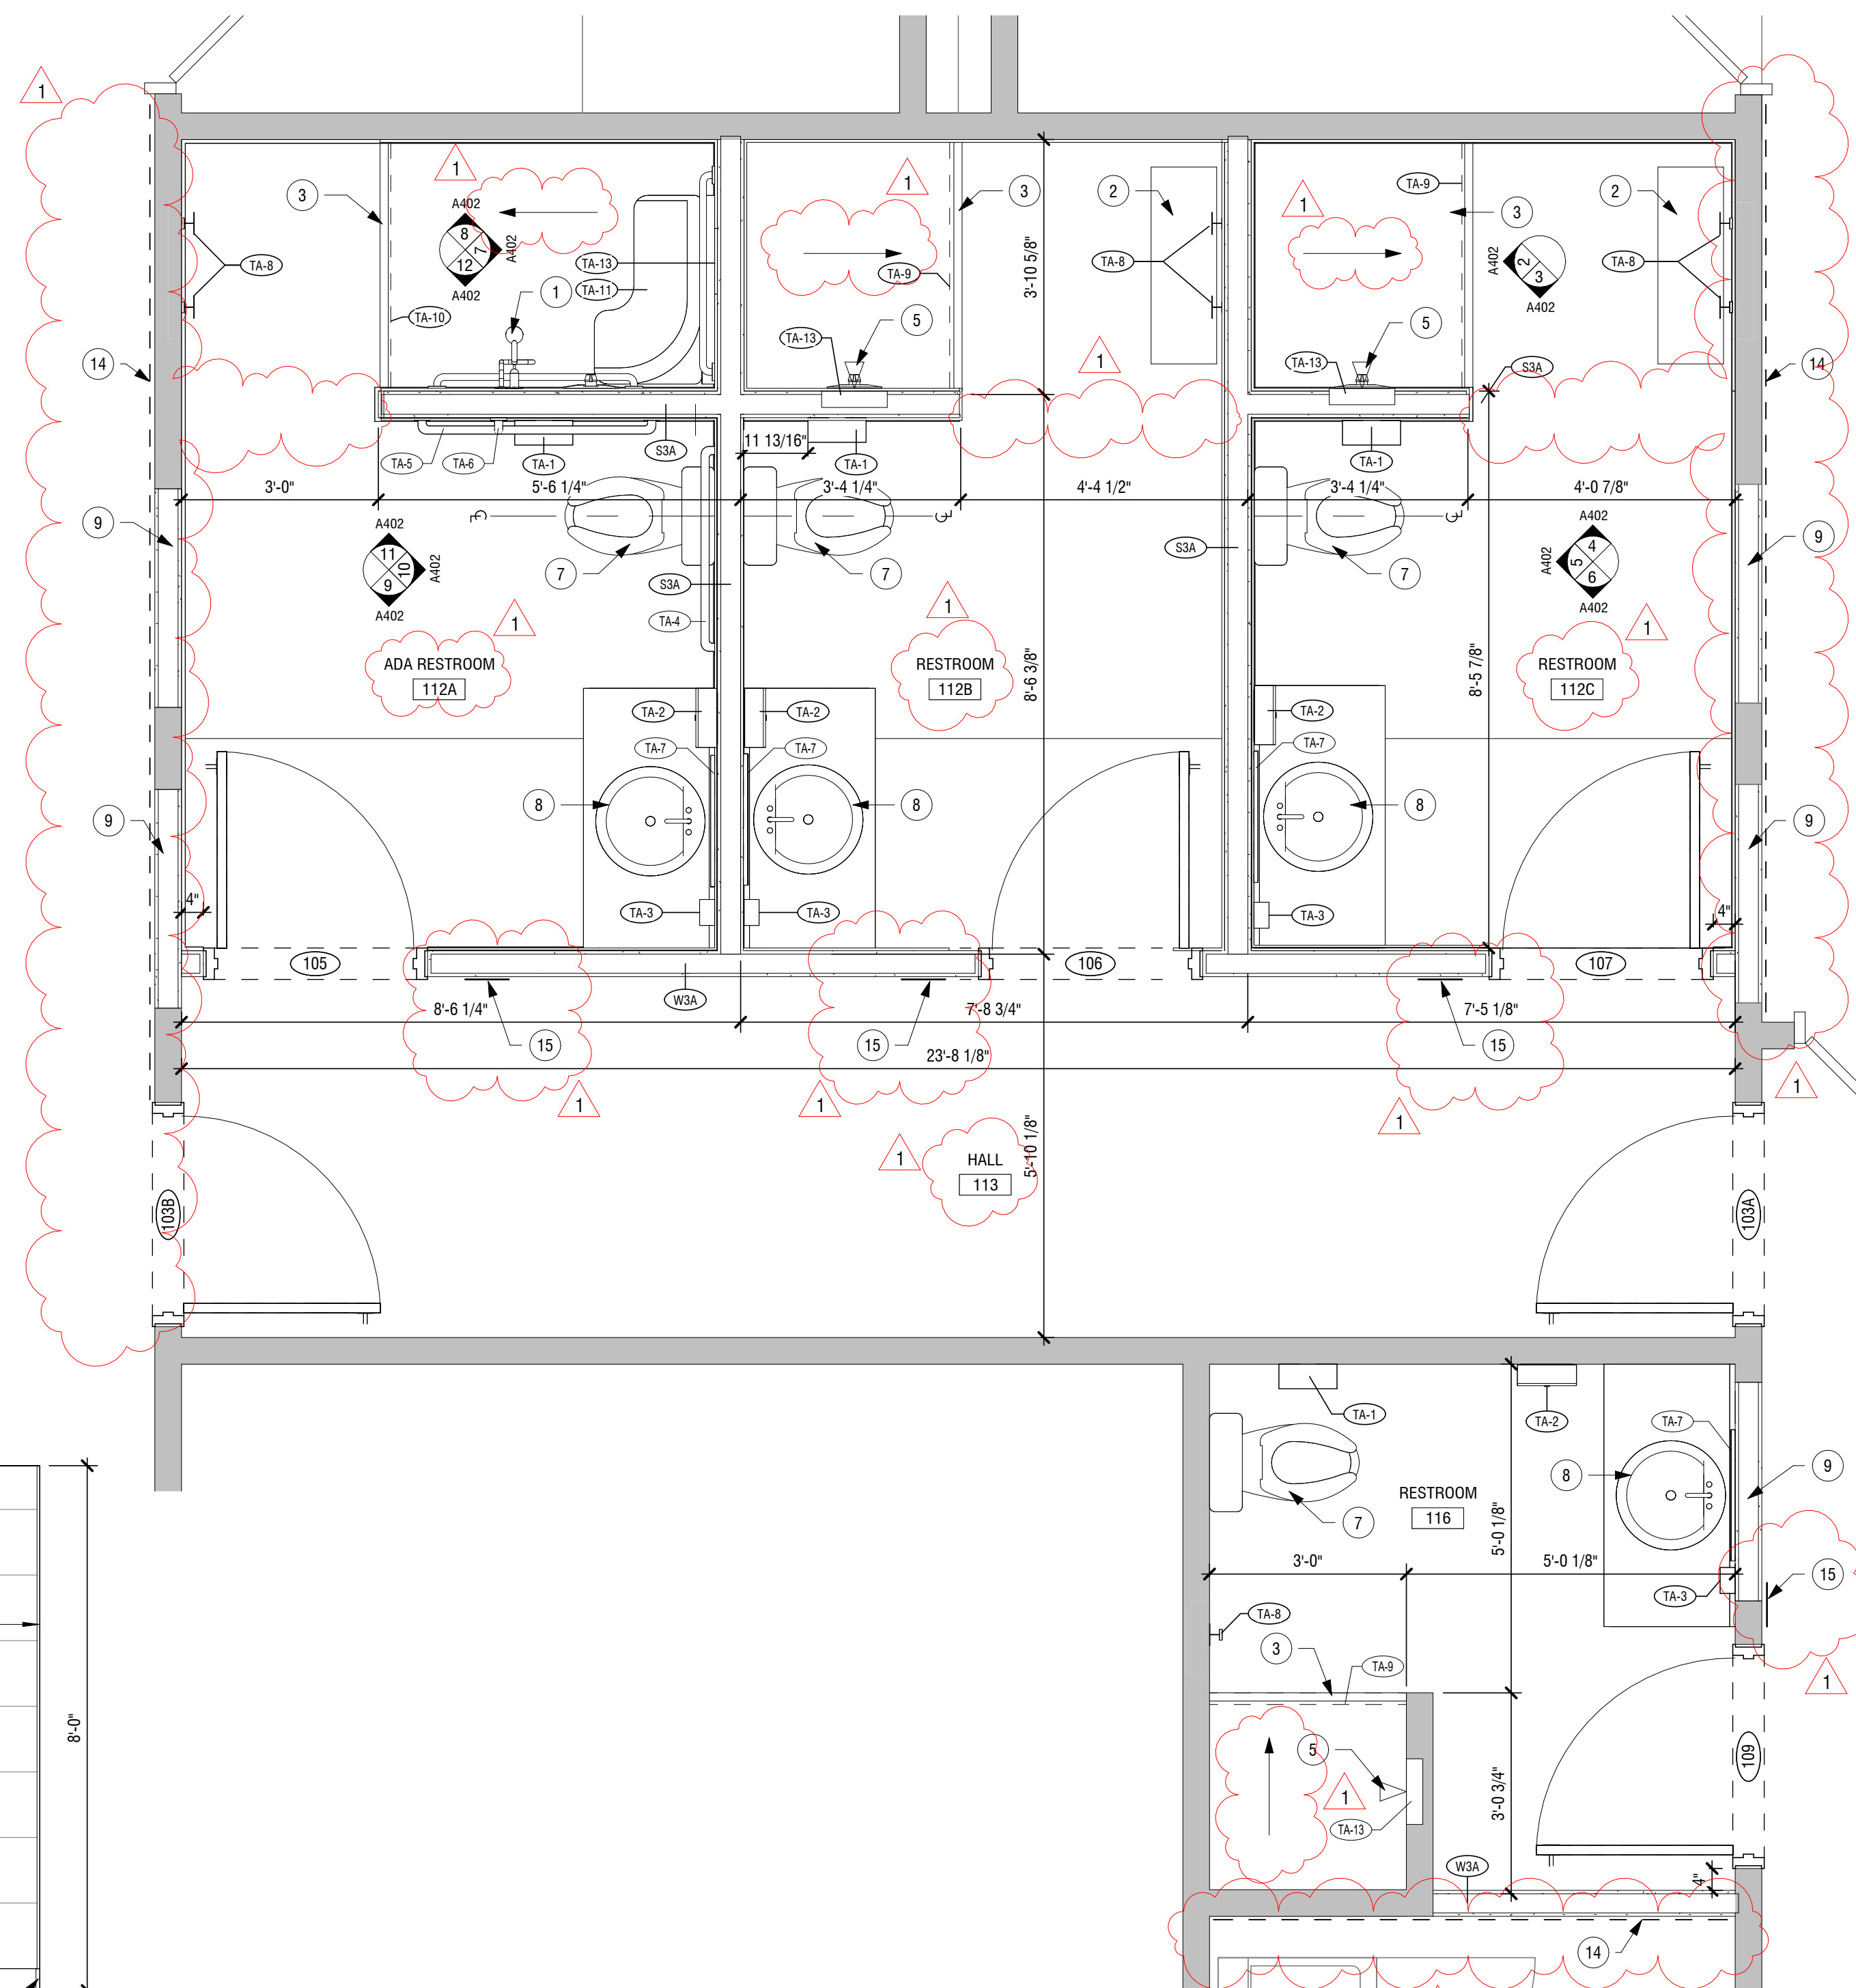 1
1
1
1
1
3
A402
8
7
12
A402
A402
TA-8
TA-13
TA-11
1
TA-10
14
TA-9
3
2
TA-8
3'-10 5/8"
TA-13
5
1
TA-9
3
2
A402
2
3
A402
TA-8
TA-13
5
S3A
14
TA-5
TA-6
TA-1
S3A
11 13/16"
TA-1
TA-1
3'-0"
5'-6 1/4"
3'-4 1/4"
4'-4 1/2"
3'-4 1/4"
4'-0 7/8"
9
A402
11
10
9
A402
A402
CL
7
S3A
TA-4
CL
7
S3A
CL
7
A402
4
5
6
A402
A402
9
1
1
1
ADA RESTROOM
112A
RESTROOM
112B
8'-6 3/8"
8'-5 7/8"
RESTROOM
112C
TA-2
TA-2
TA-2
TA-7
TA-7
TA-7
9
8
8
8
9
4"
TA-3
TA-3
TA-3
4"
105
106
107
W3A
8'-6 1/4"
7'-8 3/4"
7'-5 1/8"
15
15
15
23'-8 1/8"
1
1
1
1
1
HALL
113
5'-10 1/8"
103B
103A
TA-1
TA-2
TA-7
8
9
RESTROOM
116
7
5'-0 1/8"
3'-0"
5'-0 1/8"
TA-3
15
TA-8
3
TA-9
1
8'-0"
5
1
TA-13
3'-0 3/4"
109
W3A
4"
14